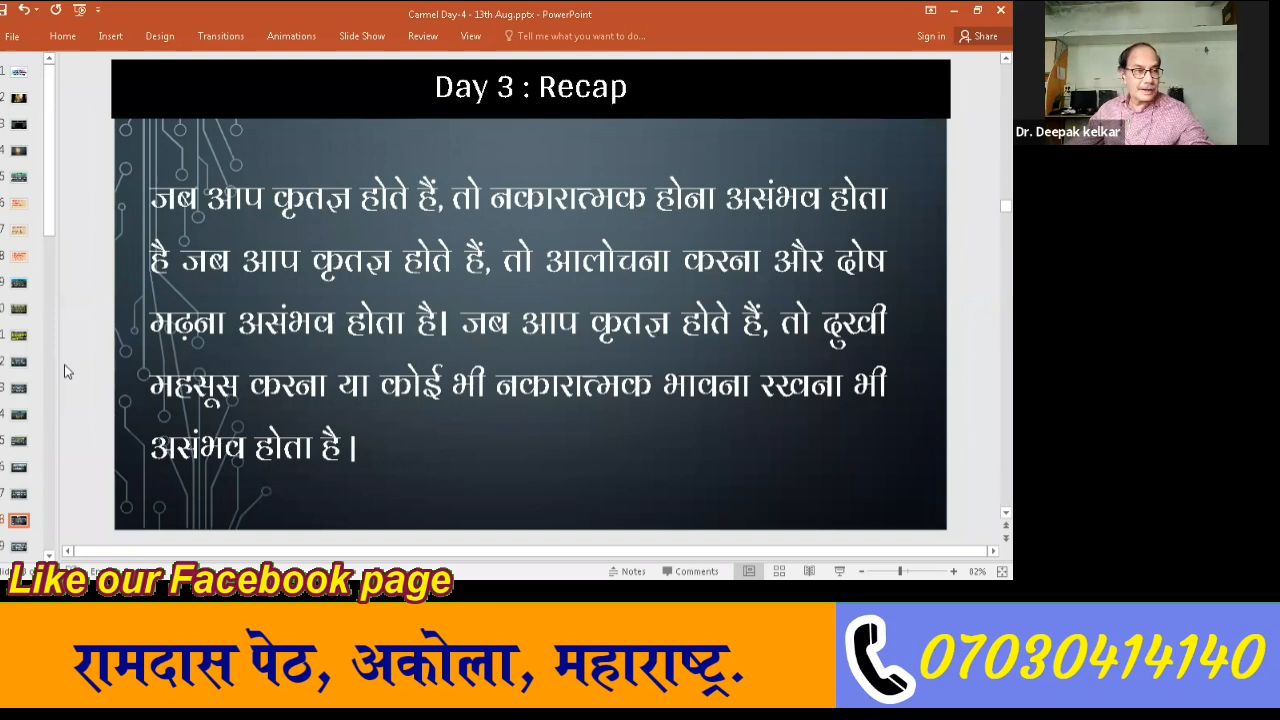 Carmel Day-4 - 13th Aug.pptx - PowerPoint
File Home Insert Design Transitions Animations Slide Show Review View Tell me what you want to do... Sign in Share
Day 3 : Recap
जब आप कृतज्ञ होते हैं, तो नकारात्मक होना असंभव होता
है जब आप कृतज्ञ होते हैं, तो आलोचना करना और दोष
मढ़ना असंभव होता है। जब आप कृतज्ञ होते हैं, तो दुखी
महसूस करना या कोई भी नकारात्मक भावना रखना भी
असंभव होता है |
Dr. Deepak kelkar
Notes Comments 82%
Like our Facebook page
रामदास पेठ, अकोला, महाराष्ट्र.
07030414140